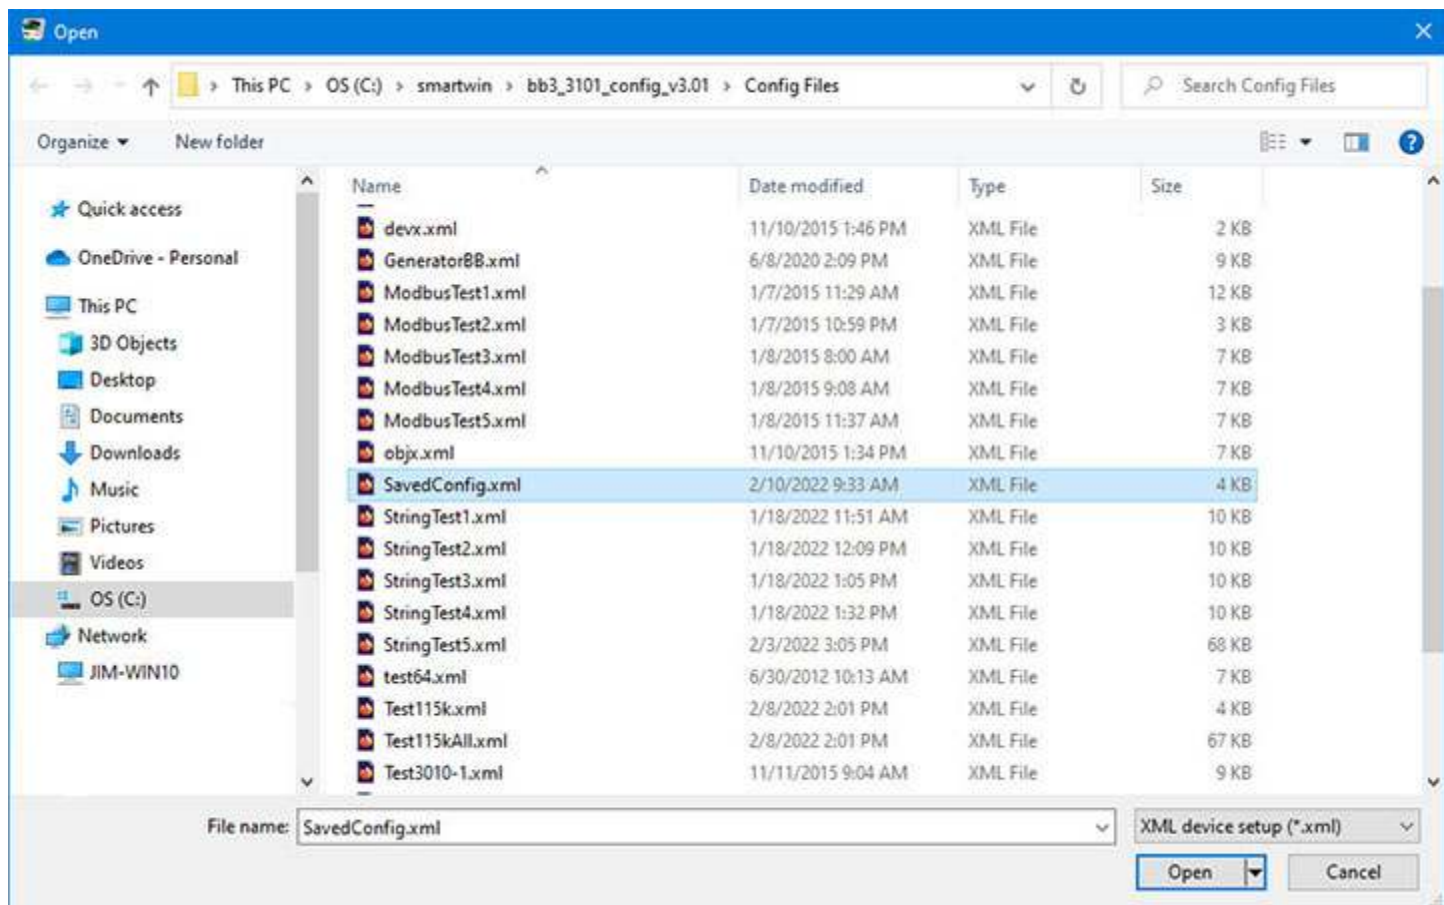 Open
This PC > OS (C:) > smartwin > bb3_3101_config_v3.01 > Config Files
Search Config Files
Organize
New folder
Name Date modified Type Size
Quick access
OneDrive - Personal
This PC
3D Objects
Desktop
Documents
Downloads
Music
Pictures
Videos
OS (C:)
Network
JIM-WIN10
devx.xml 11/10/2015 1:46 PM XML File 2 KB
GeneratorBB.xml 6/8/2020 2:09 PM XML File 9 KB
ModbusTest1.xml 1/7/2015 11:29 AM XML File 12 KB
ModbusTest2.xml 1/7/2015 10:59 PM XML File 3 KB
ModbusTest3.xml 1/8/2015 8:00 AM XML File 7 KB
ModbusTest4.xml 1/8/2015 9:08 AM XML File 7 KB
ModbusTest5.xml 1/8/2015 11:37 AM XML File 7 KB
objx.xml 11/10/2015 1:34 PM XML File 7 KB
SavedConfig.xml 2/10/2022 9:33 AM XML File 4 KB
StringTest1.xml 1/18/2022 11:51 AM XML File 10 KB
StringTest2.xml 1/18/2022 12:09 PM XML File 10 KB
StringTest3.xml 1/18/2022 1:05 PM XML File 10 KB
StringTest4.xml 1/18/2022 1:32 PM XML File 10 KB
StringTest5.xml 2/3/2022 3:05 PM XML File 68 KB
test64.xml 6/30/2012 10:13 AM XML File 7 KB
Test115k.xml 2/8/2022 2:01 PM XML File 4 KB
Test115kAll.xml 2/8/2022 2:01 PM XML File 67 KB
Test3010-1.xml 11/11/2015 9:04 AM XML File 9 KB
File name: SavedConfig.xml
XML device setup (*.xml)
Open
Cancel